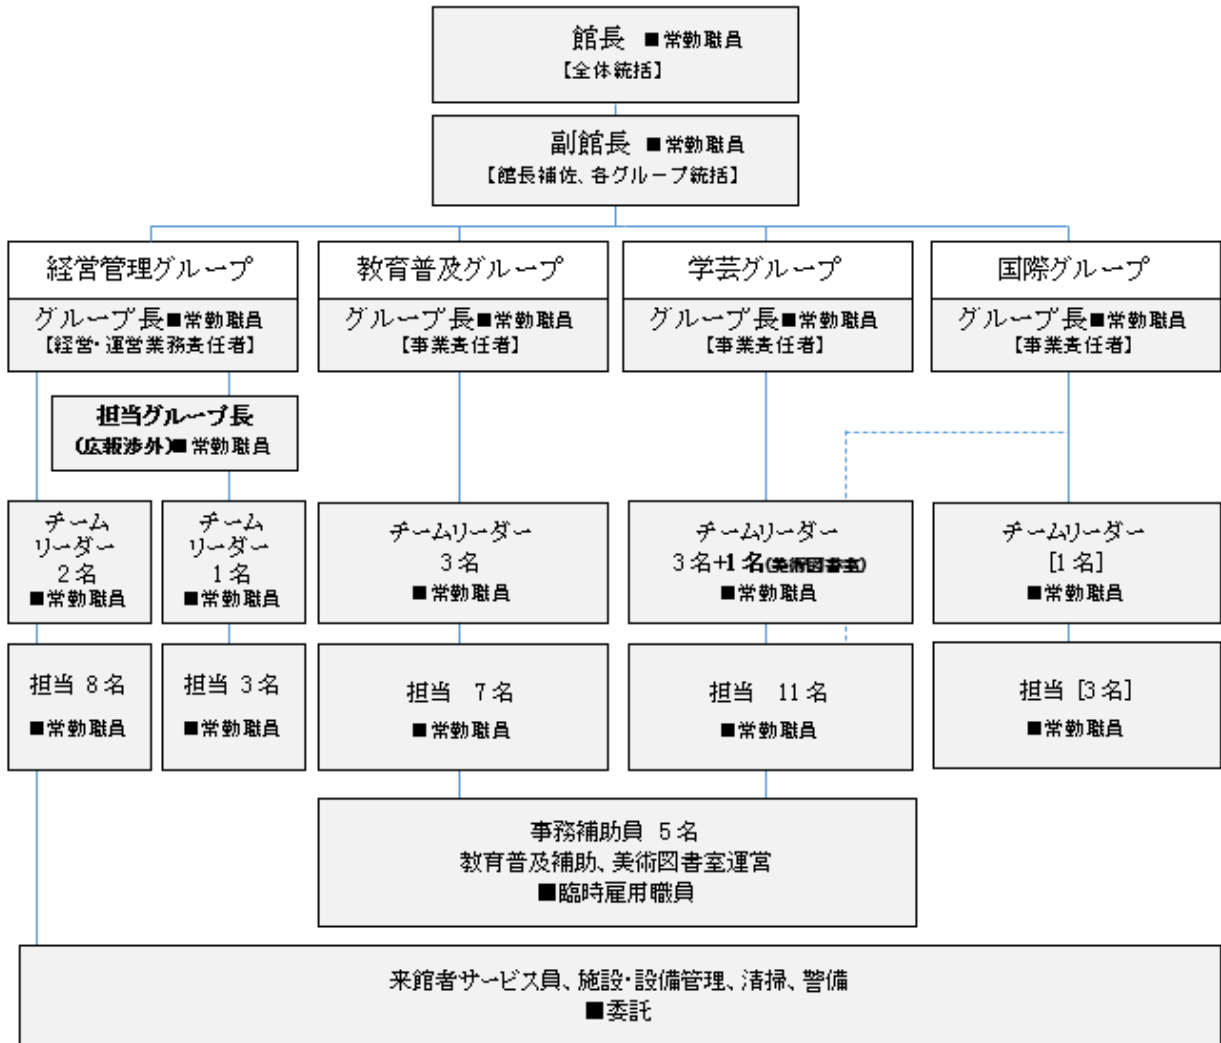 館長 ■常勤職員
【全体統括】
副館長 ■常勤職員
【館長補佐、各グループ統括】
経営管理グループ
グループ長■常勤職員
【経営・運営業務責任者】
教育普及グループ
グループ長■常勤職員
【事業責任者】
学芸グループ
グループ長■常勤職員
【事業責任者】
国際グループ
グループ長■常勤職員
【事業責任者】
担当グループ長
(広報渉外)■常勤職員
チーム
リーダー
2名
■常勤職員
チーム
リーダー
1名
■常勤職員
チームリーダー
3名
■常勤職員
チームリーダー
3名+1名(美術図書室)
■常勤職員
チームリーダー
[1名]
■常勤職員
担当 8名
■常勤職員
担当 3名
■常勤職員
担当 7名
■常勤職員
担当 11名
■常勤職員
担当 [3名]
■常勤職員
事務補助員 5名
教育普及補助、美術図書室運営
■臨時雇用職員
来館者サービス員、施設・設備管理、清掃、警備
■委託